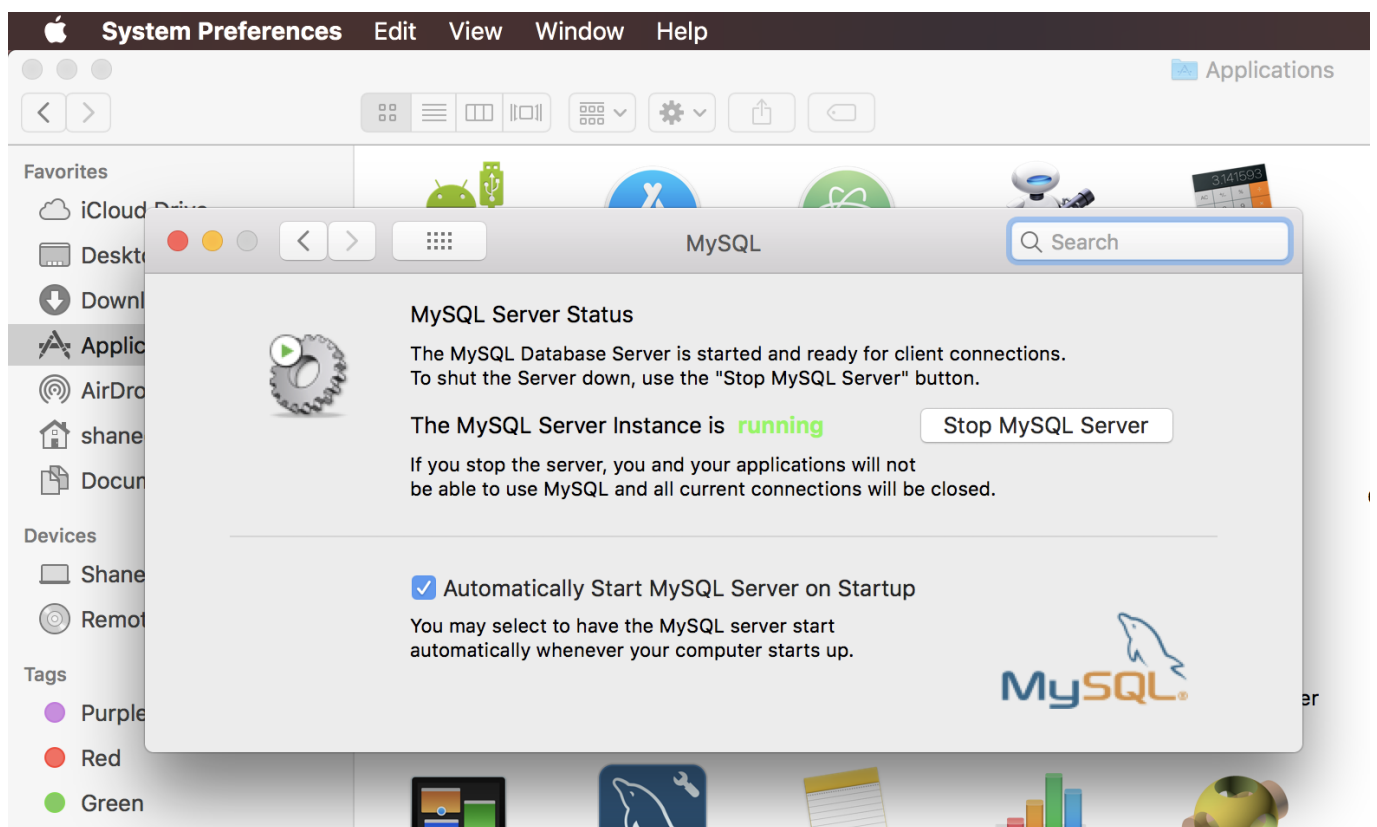 System Preferences Edit View Window Help
Applications
Favorites
iCloud Drive
Deskto
Downl
Applic
AirDro
shane
Docum
Devices
Shane
Remot
Tags
Purple
Red
Green
3.141593
MySQL
Search
MySQL Server Status
The MySQL Database Server is started and ready for client connections.
To shut the Server down, use the "Stop MySQL Server" button.
The MySQL Server Instance is running
Stop MySQL Server
If you stop the server, you and your applications will not
be able to use MySQL and all current connections will be closed.
Automatically Start MySQL Server on Startup
You may select to have the MySQL server start
automatically whenever your computer starts up.
MySQL®
er